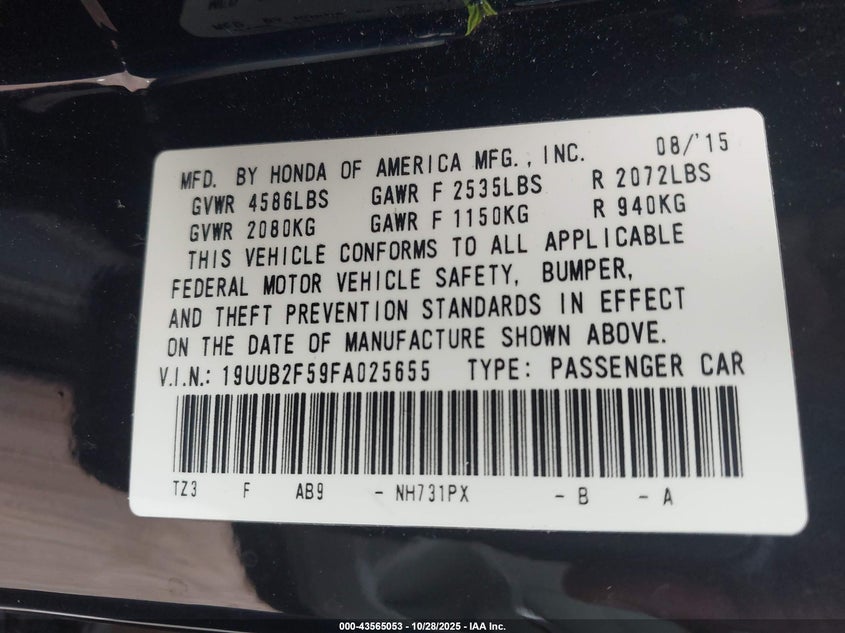 MFD. BY HONDA OF AMERICA MFG., INC. 08/'15
GVWR 4586LBS GAWR F 2535LBS R 2072LBS
GVWR 2080KG GAWR F 1150KG R 940KG
THIS VEHICLE CONFORMS TO ALL APPLICABLE
FEDERAL MOTOR VEHICLE SAFETY, BUMPER,
AND THEFT PREVENTION STANDARDS IN EFFECT
ON THE DATE OF MANUFACTURE SHOWN ABOVE.
V.I.N.: 19UUB2F59FA025655 TYPE: PASSENGER CAR
TZ3 F AB9 - NH731PX - B - A
000-43565053 - 10/28/2025 - IAA Inc.